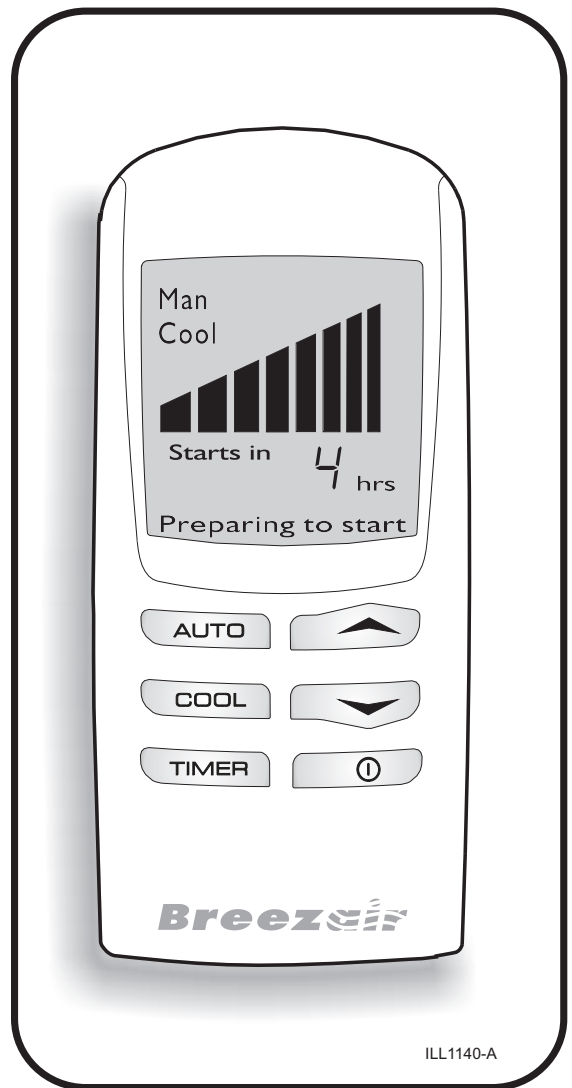 Man
Cool
Starts in 4 hrs
Preparing to start
AUTO
COOL
TIMER
Breezair
ILL1140-A